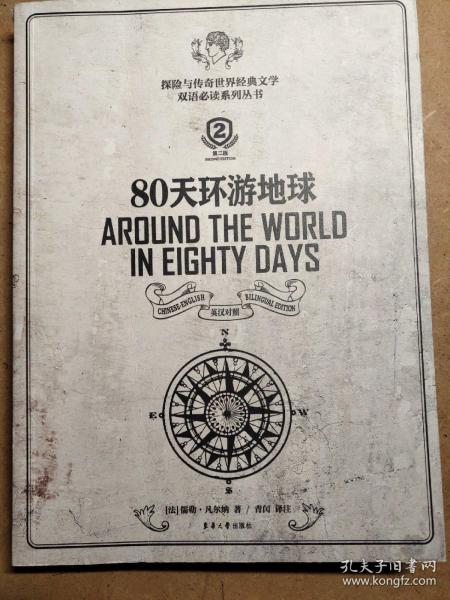 探险与传奇世界经典文学
双语必读系列丛书
2
第二版
SECOND EDITION
80天环游地球
AROUND THE WORLD
IN EIGHTY DAYS
CHINESE-ENGLISH
英汉对照
BILINGUAL EDITION
N
E
W
S
[法] 儒勒·凡尔纳 著 / 青闰 译注
东华大学出版社
孔夫子旧书网
www.kongfz.com